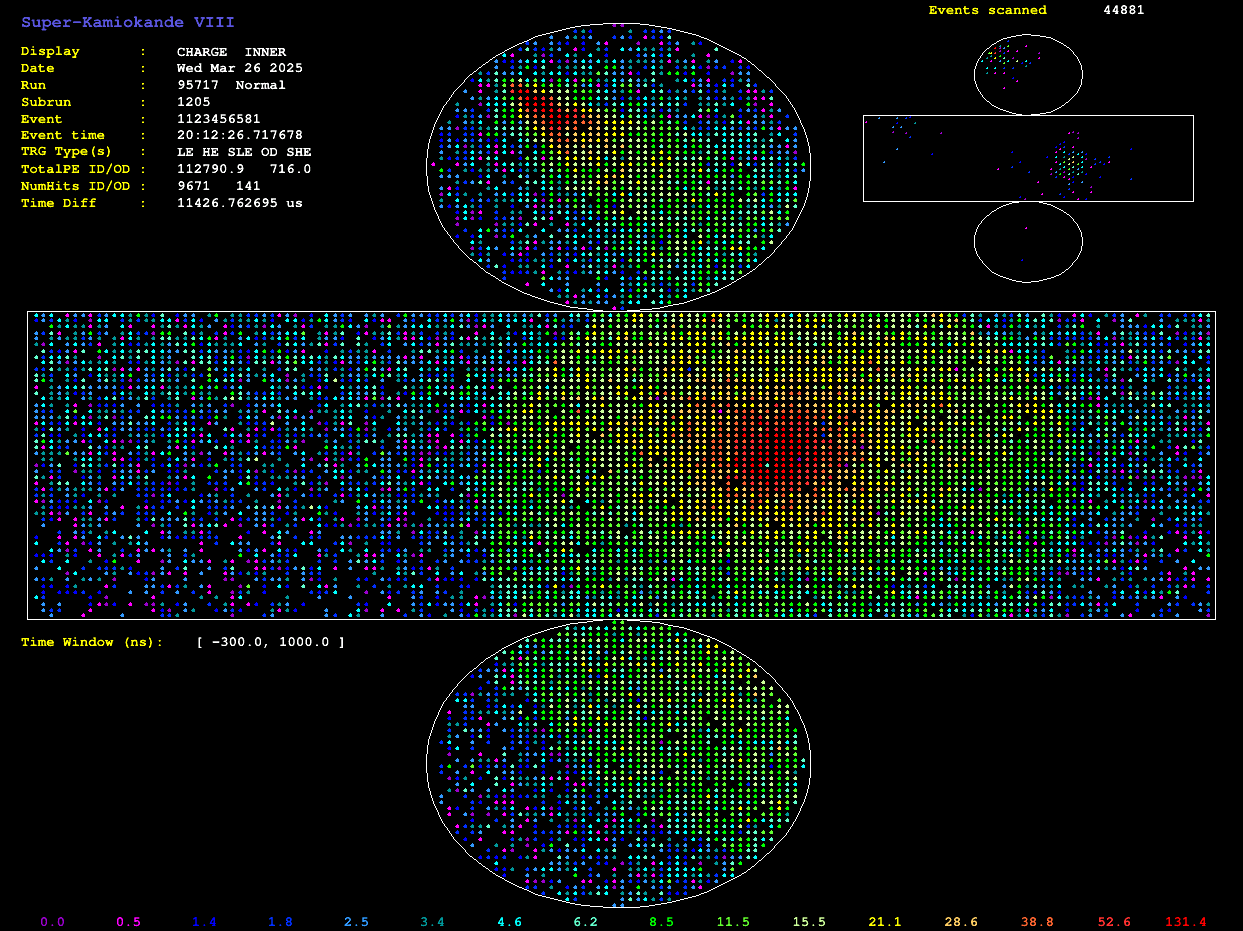 Super-Kamiokande VIII
Events scanned 44881
Display : CHARGE INNER
Date : Wed Mar 26 2025
Run : 95717 Normal
Subrun : 1205
Event : 1123456581
Event time : 20:12:26.717678
TRG Type(s) : LE HE SLE OD SHE
TotalPE ID/OD : 112790.9 716.0
NumHits ID/OD : 9671 141
Time Diff : 11426.762695 us
Time Window (ns): [ -300.0, 1000.0 ]
0.0 0.5 1.4 1.8 2.5 3.4 4.6 6.2 8.5 11.5 15.5 21.1 28.6 38.8 52.6 131.4